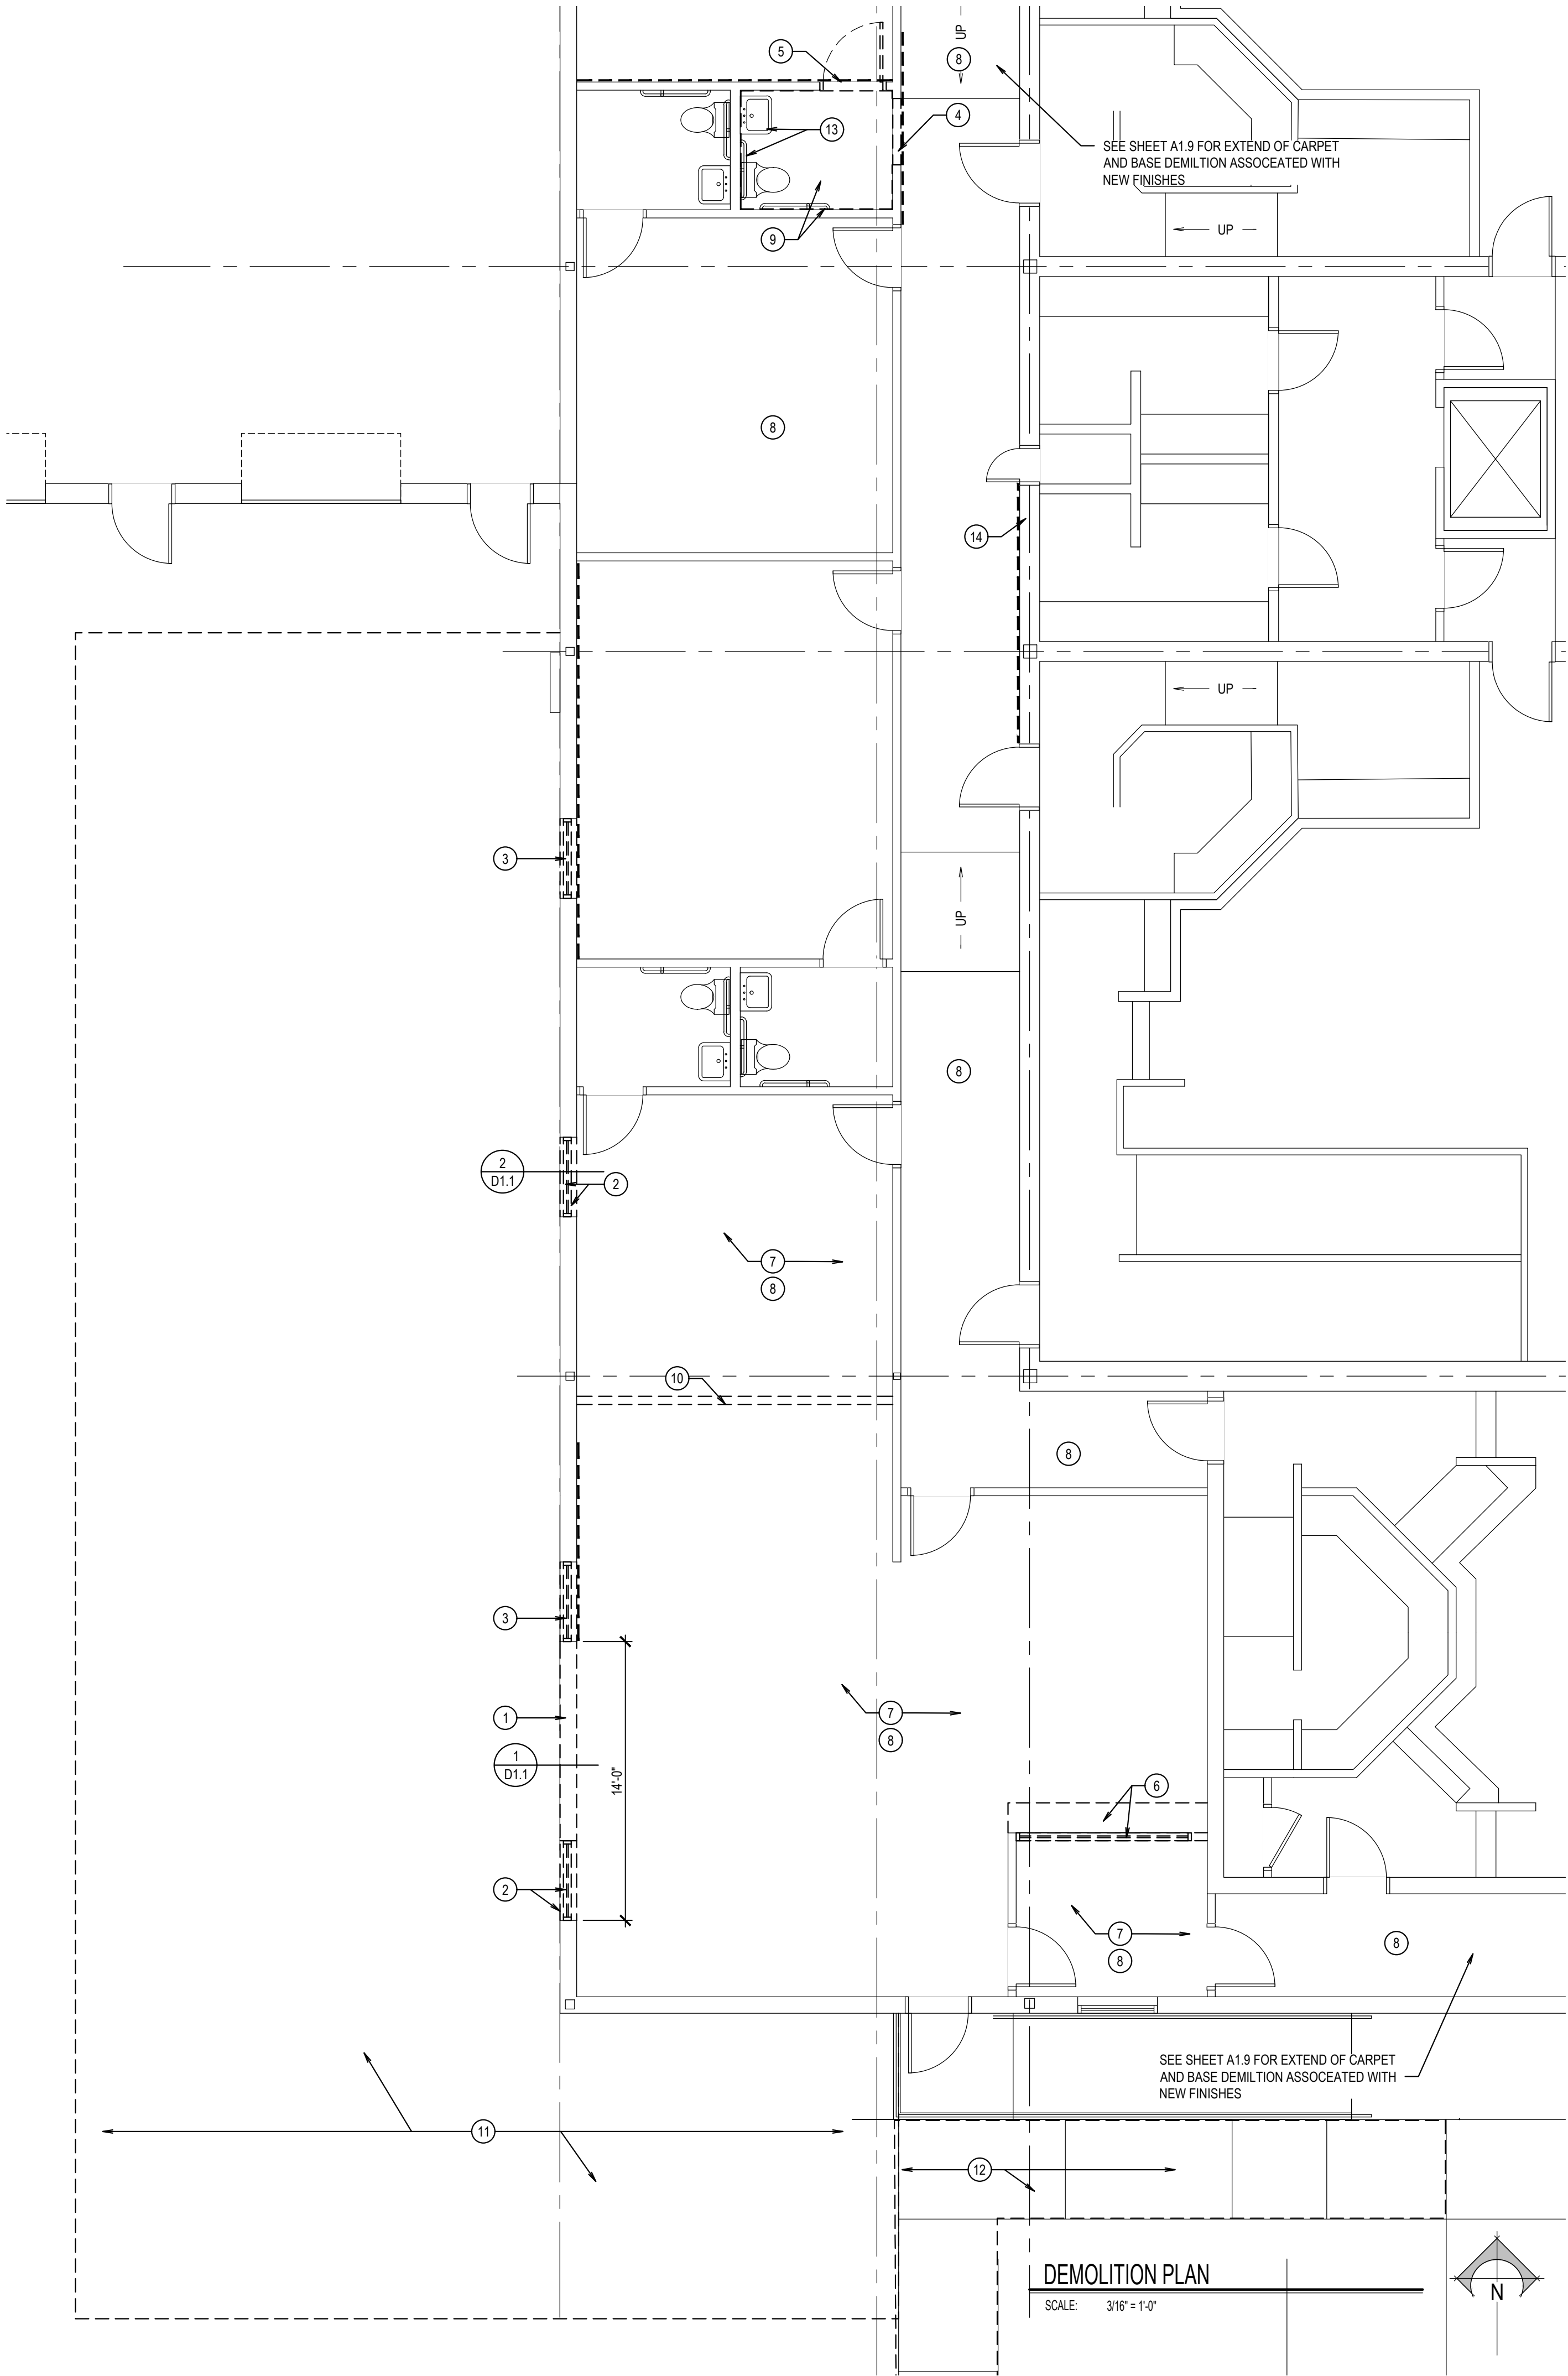 UP
8
5
4
13
SEE SHEET A1.9 FOR EXTEND OF CARPET
AND BASE DEMILTION ASSOCEATED WITH
NEW FINISHES
9
UP
8
14
UP
3
UP
8
2
D1.1
2
7
8
10
8
3
1
7
8
1
D1.1
14'-0"
6
2
7
8
8
SEE SHEET A1.9 FOR EXTEND OF CARPET
AND BASE DEMILTION ASSOCEATED WITH
NEW FINISHES
11
12
DEMOLITION PLAN
SCALE: 3/16" = 1'-0"
N